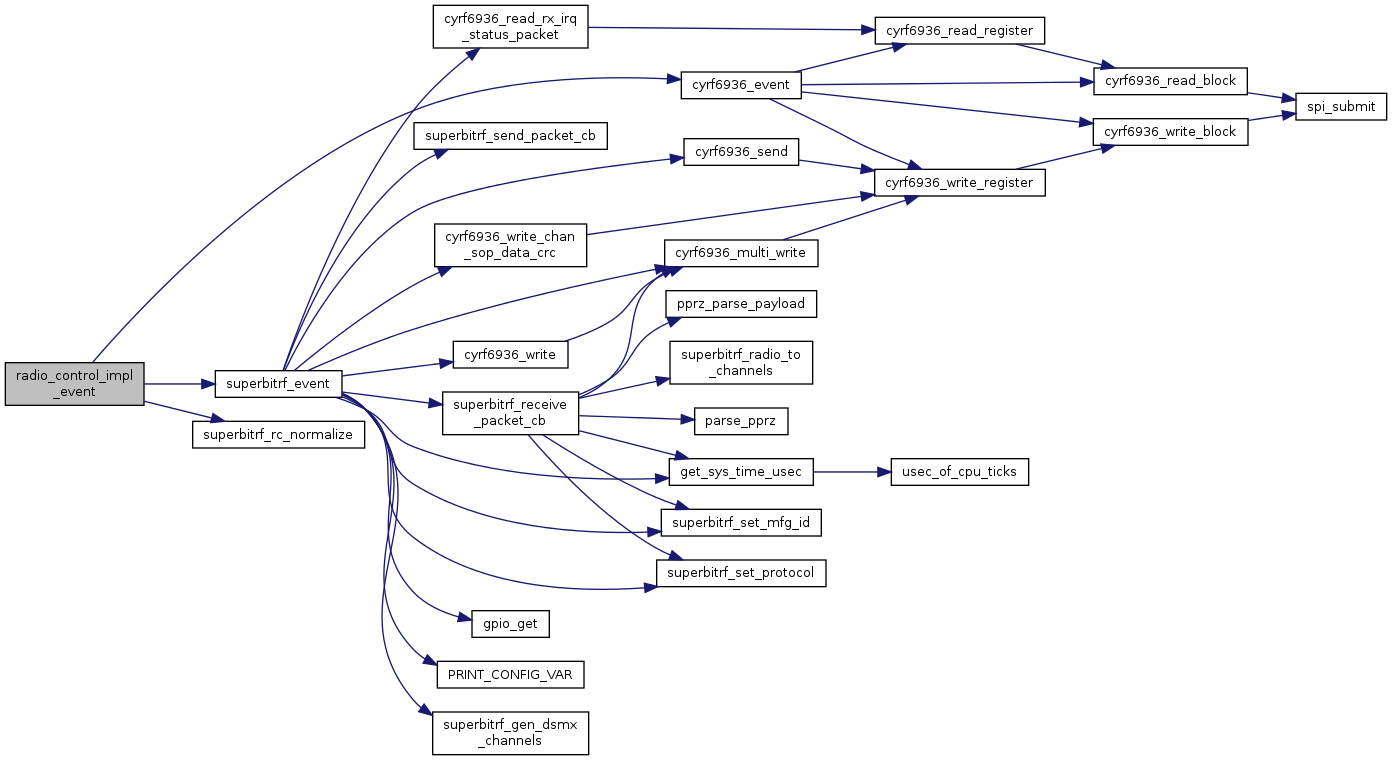 cyrf6936_read_rx_irq
_status_packet
cyrf6936_read_register
cyrf6936_event
cyrf6936_read_block
spi_submit
superbitrf_send_packet_cb
cyrf6936_write_block
cyrf6936_send
cyrf6936_write_register
cyrf6936_write_chan
_sop_data_crc
cyrf6936_multi_write
pprz_parse_payload
cyrf6936_write
superbitrf_radio_to
_channels
radio_control_impl
_event
superbitrf_event
superbitrf_receive
_packet_cb
parse_pprz
superbitrf_rc_normalize
get_sys_time_usec
usec_of_cpu_ticks
superbitrf_set_mfg_id
superbitrf_set_protocol
gpio_get
PRINT_CONFIG_VAR
superbitrf_gen_dsmx
_channels